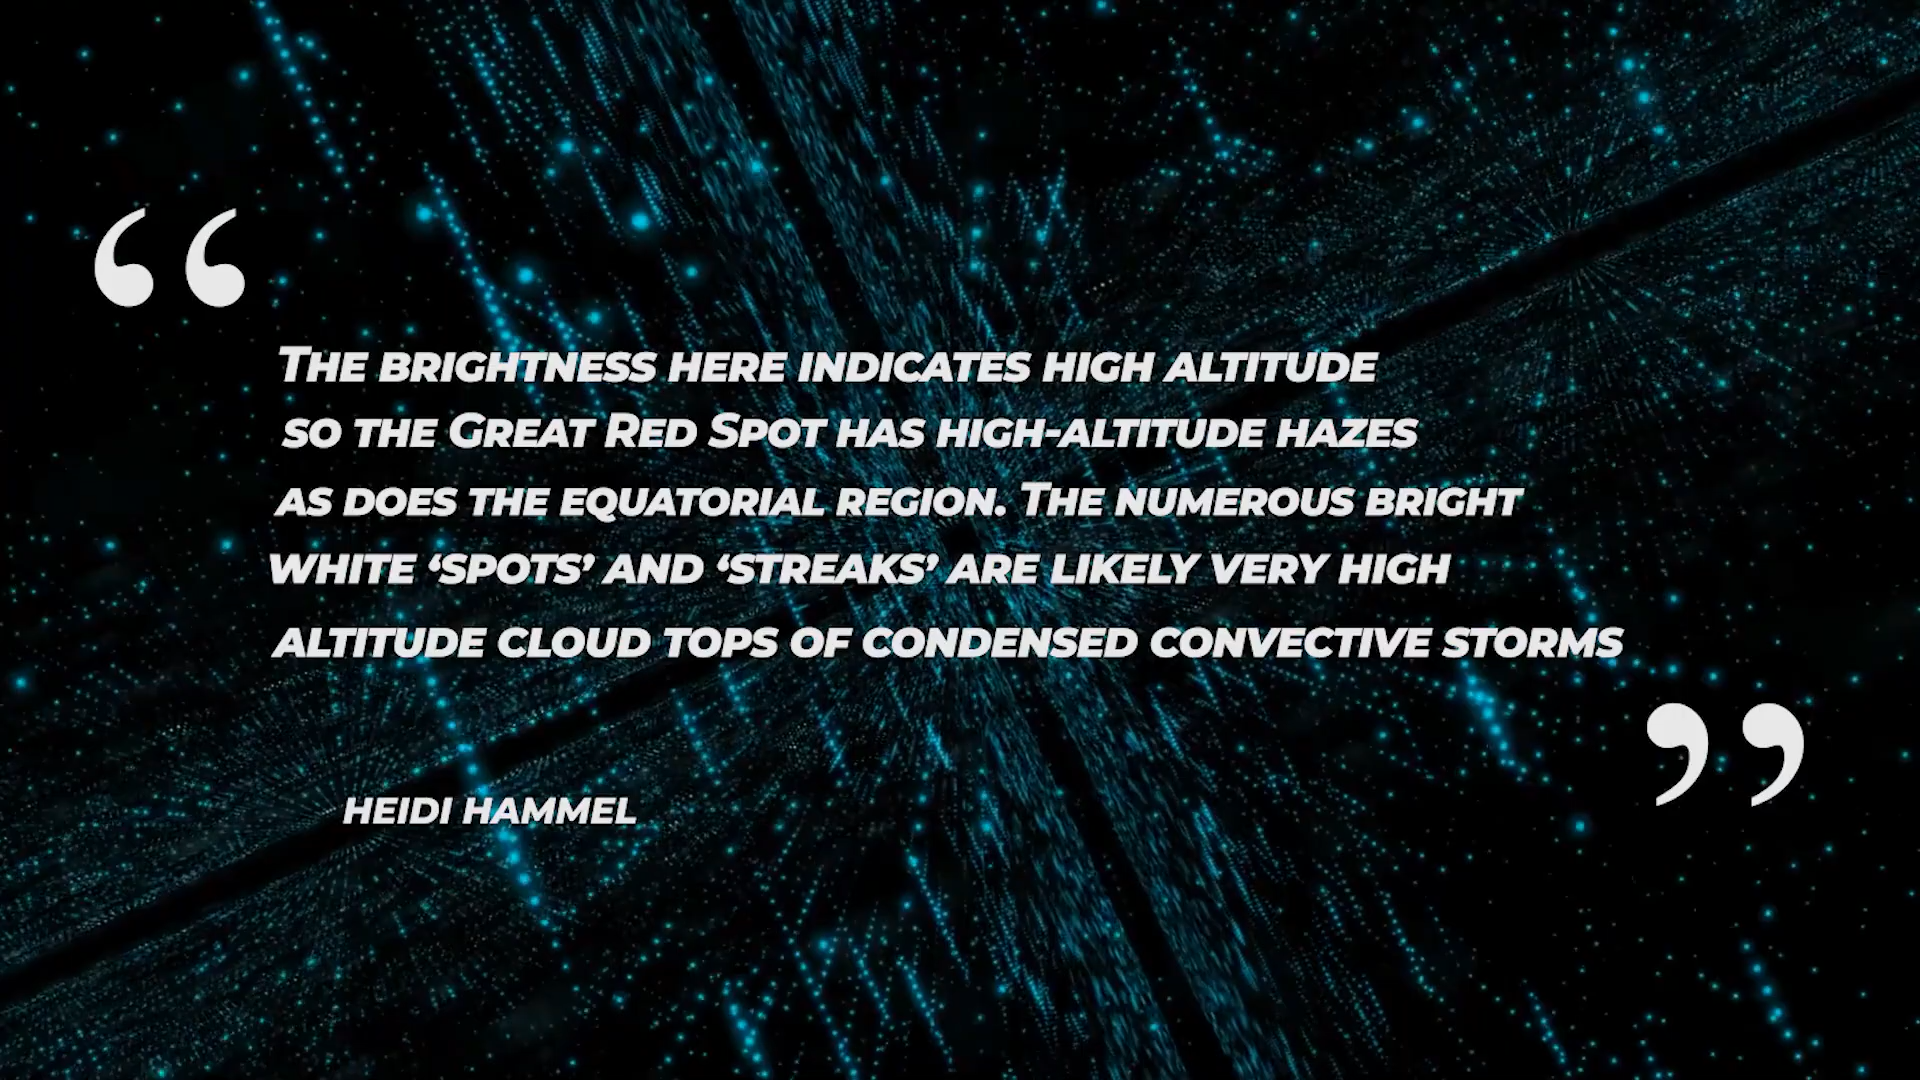 “
The brightness here indicates high altitude
so the Great Red Spot has high-altitude hazes
as does the equatorial region. The numerous bright
white ‘spots’ and ‘streaks’ are likely very high
altitude cloud tops of condensed convective storms
”
HEIDI HAMMEL